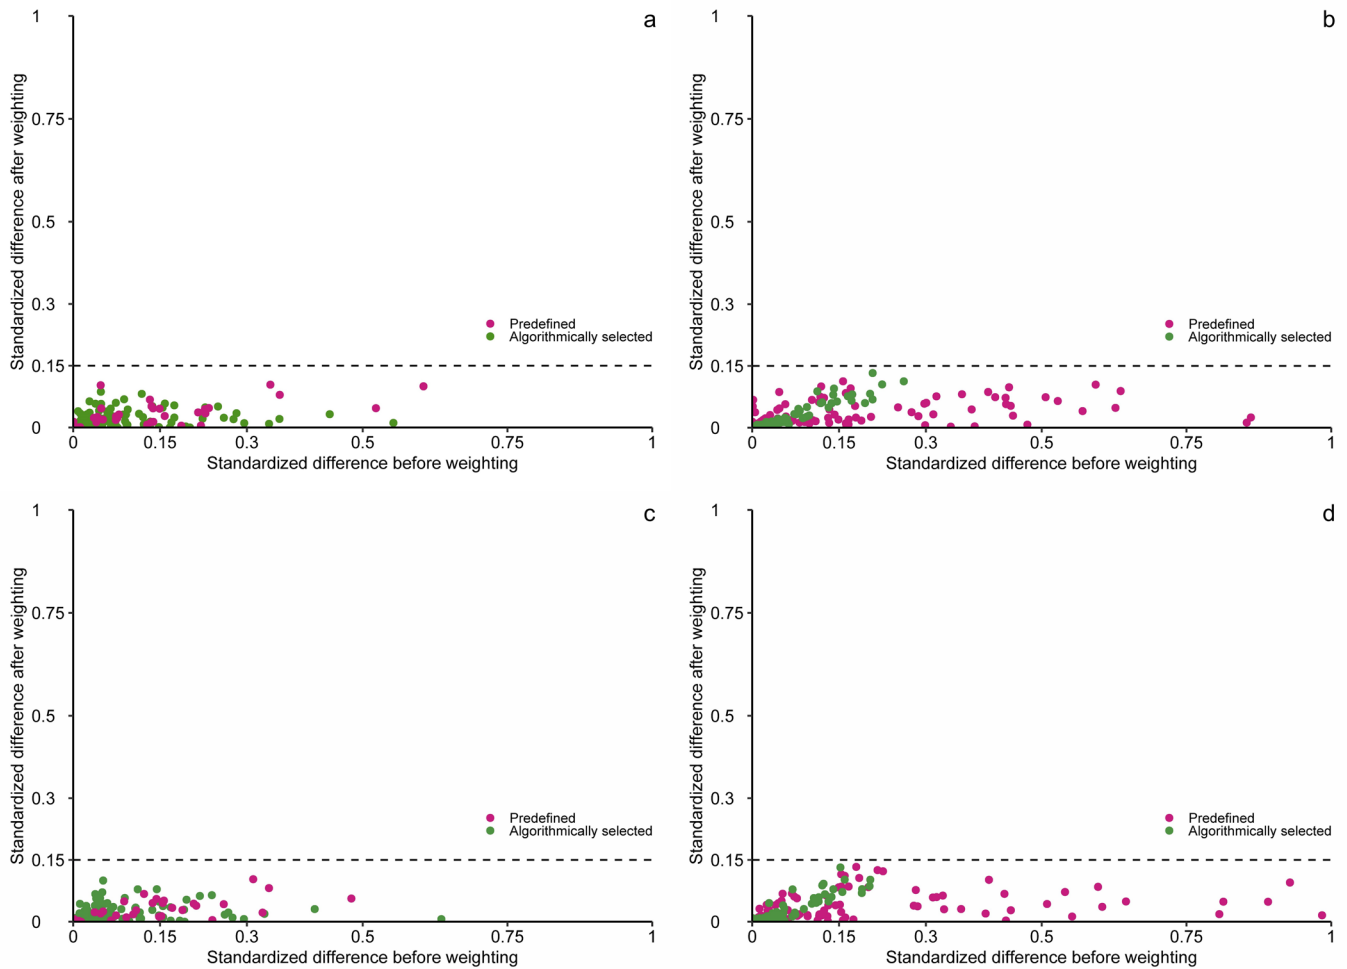 a
1
0.75
0.5
0.3
0.15
0
Standardized difference after weighting
Predefined
Algorithmically selected
0 0.15 0.3 0.5 0.75 1
Standardized difference before weighting
b
1
0.75
0.5
0.3
0.15
0
Standardized difference after weighting
Predefined
Algorithmically selected
0 0.15 0.3 0.5 0.75 1
Standardized difference before weighting
c
1
0.75
0.5
0.3
0.15
0
Standardized difference after weighting
Predefined
Algorithmically selected
0 0.15 0.3 0.5 0.75 1
Standardized difference before weighting
d
1
0.75
0.5
0.3
0.15
0
Standardized difference after weighting
Predefined
Algorithmically selected
0 0.15 0.3 0.5 0.75 1
Standardized difference before weighting